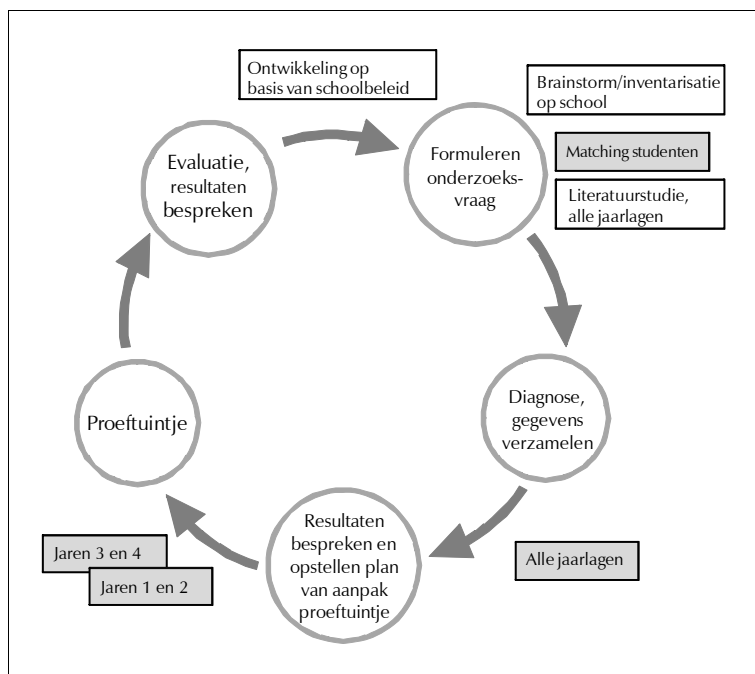 Ontwikkeling op
basis van schoolbeleid
Brainstorm/inventarisatie
op school
Evaluatie,
resultaten
bespreken
Formuleren
onderzoeks-
vraag
Matching studenten
Literatuurstudie,
alle jaarlagen
Proeftuintje
Diagnose,
gegevens
verzamelen
Resultaten
bespreken en
opstellen plan
van aanpak
proeftuintje
Jaren 3 en 4
Jaren 1 en 2
Alle jaarlagen